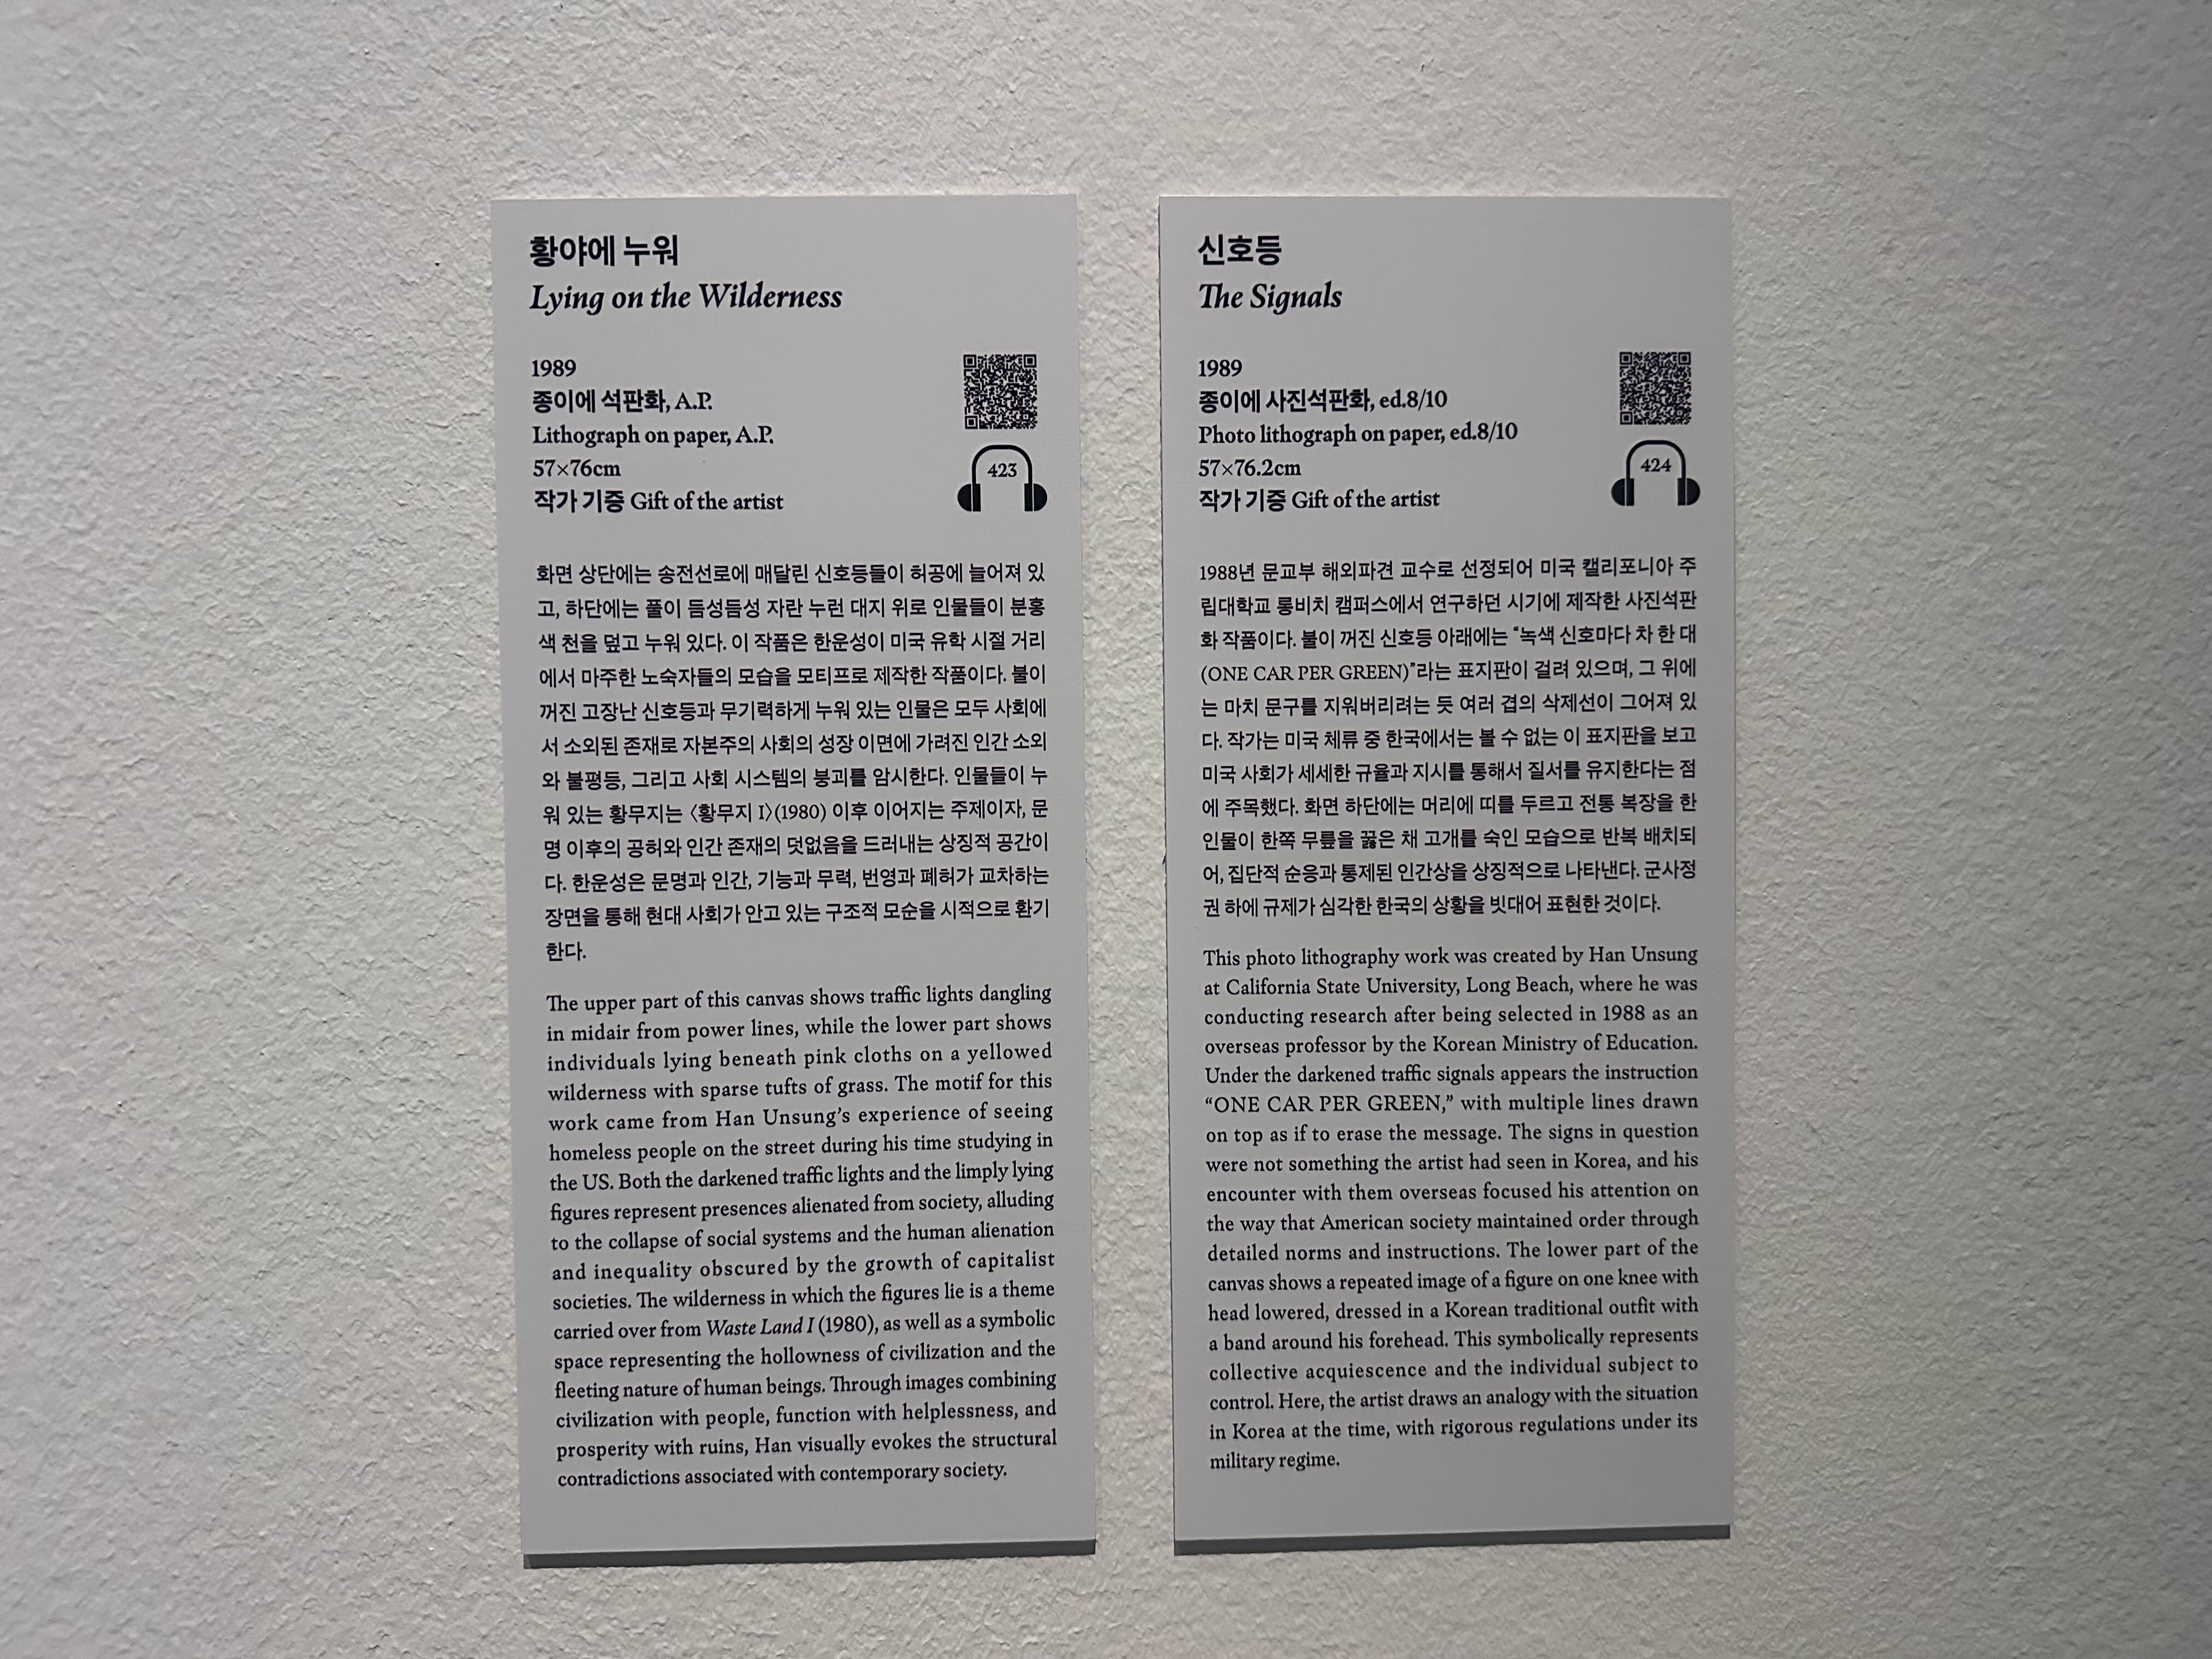 황야에 누워
Lying on the Wilderness
1989
종이에 석판화, A.P.
Lithograph on paper, A.P.
57×76cm
작가 기증 Gift of the artist
423
화면 상단에는 송전선로에 매달린 신호등들이 허공에 늘어져 있
고, 하단에는 풀이 듬성듬성 자란 누런 대지 위로 인물들이 분홍
색 천을 덮고 누워 있다. 이 작품은 한운성이 미국 유학 시절 거리
에서 마주한 노숙자들의 모습을 모티프로 제작한 작품이다. 불이
꺼진 고장난 신호등과 무기력하게 누워 있는 인물은 모두 사회에
서 소외된 존재로 자본주의 사회의 성장 이면에 가려진 인간 소외
와 불평등, 그리고 사회 시스템의 붕괴를 암시한다. 인물들이 누
워 있는 황무지는 〈황무지 I〉(1980) 이후 이어지는 주제이자, 문
명 이후의 공허와 인간 존재의 덧없음을 드러내는 상징적 공간이
다. 한운성은 문명과 인간, 기능과 무력, 번영과 폐허가 교차하는
장면을 통해 현대 사회가 안고 있는 구조적 모순을 시적으로 환기
한다.
The upper part of this canvas shows traffic lights dangling
in midair from power lines, while the lower part shows
individuals lying beneath pink cloths on a yellowed
wilderness with sparse tufts of grass. The motif for this
work came from Han Unsung's experience of seeing
homeless people on the street during his time studying in
the US. Both the darkened traffic lights and the limply lying
figures represent presences alienated from society, alluding
to the collapse of social systems and the human alienation
and inequality obscured by the growth of capitalist
societies. The wilderness in which the figures lie is a theme
carried over from Waste Land I (1980), as well as a symbolic
space representing the hollowness of civilization and the
fleeting nature of human beings. Through images combining
civilization with people, function with helplessness, and
prosperity with ruins, Han visually evokes the structural
contradictions associated with contemporary society.
신호등
The Signals
1989
종이에 사진석판화, ed.8/10
Photo lithograph on paper, ed.8/10
57×76.2cm
작가 기증 Gift of the artist
424
1988년 문교부 해외파견 교수로 선정되어 미국 캘리포니아 주
립대학교 롱비치 캠퍼스에서 연구하던 시기에 제작한 사진석판
화 작품이다. 불이 꺼진 신호등 아래에는 “녹색 신호마다 차 한 대
(ONE CAR PER GREEN)”라는 표지판이 걸려 있으며, 그 위에
는 마치 문구를 지워버리려는 듯 여러 겹의 삭제선이 그어져 있
다. 작가는 미국 체류 중 한국에서는 볼 수 없는 이 표지판을 보고
미국 사회가 세세한 규율과 지시를 통해서 질서를 유지한다는 점
에 주목했다. 화면 하단에는 머리에 띠를 두르고 전통 복장을 한
인물이 한쪽 무릎을 꿇은 채 고개를 숙인 모습으로 반복 배치되
어, 집단적 순응과 통제된 인간상을 상징적으로 나타낸다. 군사정
권 하에 규제가 심각한 한국의 상황을 빗대어 표현한 것이다.
This photo lithography work was created by Han Unsung
at California State University, Long Beach, where he was
conducting research after being selected in 1988 as an
overseas professor by the Korean Ministry of Education.
Under the darkened traffic signals appears the instruction
“ONE CAR PER GREEN,” with multiple lines drawn
on top as if to erase the message. The signs in question
were not something the artist had seen in Korea, and his
encounter with them overseas focused his attention on
the way that American society maintained order through
detailed norms and instructions. The lower part of the
canvas shows a repeated image of a figure on one knee with
head lowered, dressed in a Korean traditional outfit with
a band around his forehead. This symbolically represents
collective acquiescence and the individual subject to
control. Here, the artist draws an analogy with the situation
in Korea at the time, with rigorous regulations under its
military regime.